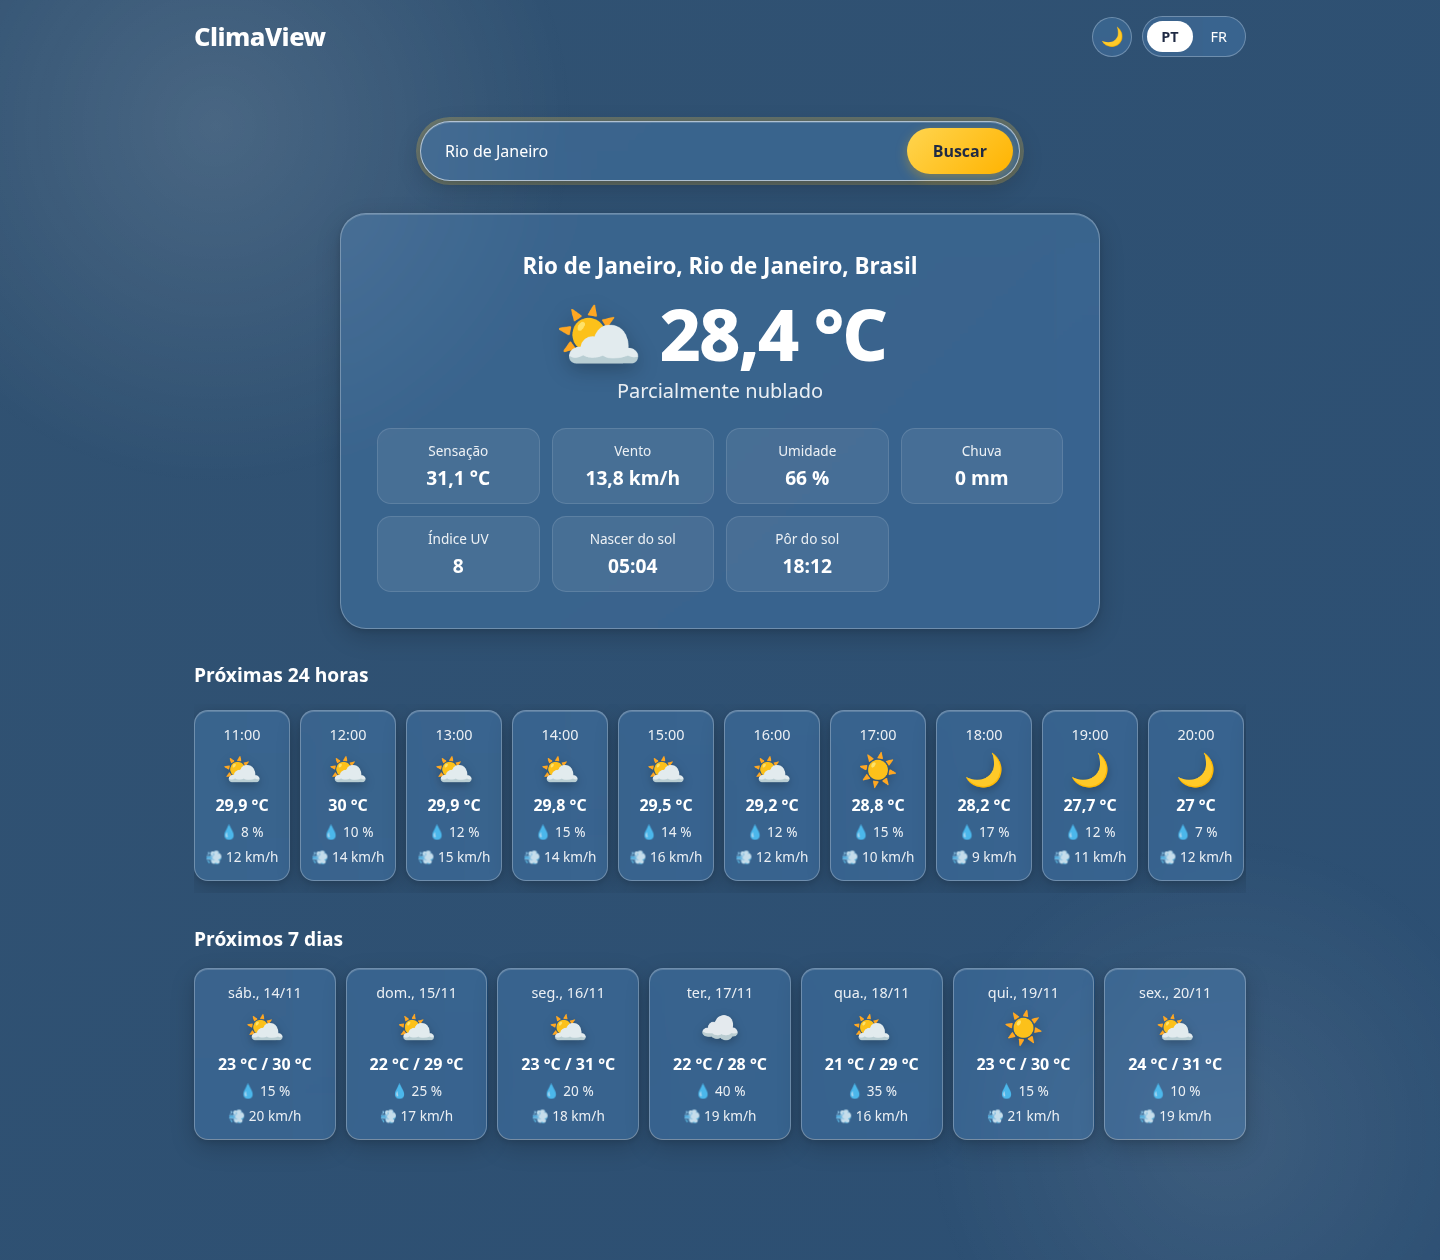 ClimaView
PT FR
Rio de Janeiro Buscar
Rio de Janeiro, Rio de Janeiro, Brasil
28,4 °C
Parcialmente nublado
Sensação Vento Umidade Chuva
31,1 °C 13,8 km/h 66 % 0 mm
Índice UV Nascer do sol Pôr do sol
8 05:04 18:12
Próximas 24 horas
11:00 12:00 13:00 14:00 15:00 16:00 17:00 18:00 19:00 20:00
29,9 °C 30 °C 29,9 °C 29,8 °C 29,5 °C 29,2 °C 28,8 °C 28,2 °C 27,7 °C 27 °C
8 % 10 % 12 % 15 % 14 % 12 % 15 % 17 % 12 % 7 %
12 km/h 14 km/h 15 km/h 14 km/h 16 km/h 12 km/h 10 km/h 9 km/h 11 km/h 12 km/h
Próximos 7 dias
sáb., 14/11 dom., 15/11 seg., 16/11 ter., 17/11 qua., 18/11 qui., 19/11 sex., 20/11
23 °C / 30 °C 22 °C / 29 °C 23 °C / 31 °C 22 °C / 28 °C 21 °C / 29 °C 23 °C / 30 °C 24 °C / 31 °C
15 % 25 % 20 % 40 % 35 % 15 % 10 %
20 km/h 17 km/h 18 km/h 19 km/h 16 km/h 21 km/h 19 km/h